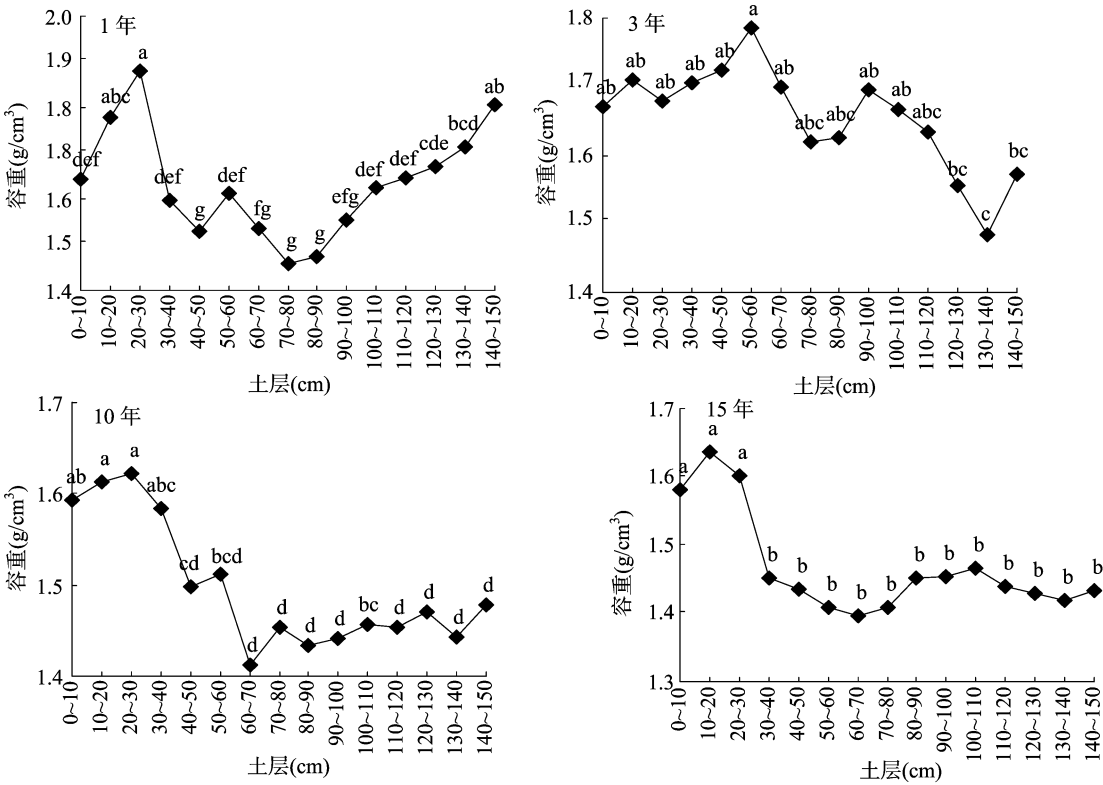 1 年
容重(g/cm3)
2.0
1.9
1.8
1.8
1.6
1.5
1.4
def
abc
a
def
g
def
fg
g
g
efg
def
def
cde
bcd
ab
0~10
10~20
20~30
30~40
40~50
50~60
60~70
70~80
80~90
90~100
100~110
110~120
120~130
130~140
140~150
土层(cm)
3 年
容重(g/cm3)
1.8
1.7
1.6
1.5
1.4
ab
ab
ab
ab
ab
a
ab
abc
abc
ab
ab
abc
bc
c
bc
0~10
10~20
20~30
30~40
40~50
50~60
60~70
70~80
80~90
90~100
100~110
110~120
120~130
130~140
140~150
土层(cm)
10 年
容重(g/cm3)
1.7
1.6
1.5
1.4
ab
a
a
abc
cd
bcd
d
d
d
d
bc
d
d
d
d
0~10
10~20
20~30
30~40
40~50
50~60
60~70
70~80
80~90
90~100
100~110
110~120
120~130
130~140
140~150
土层(cm)
15 年
容重(g/cm3)
1.7
1.6
1.5
1.4
1.3
a
a
a
b
b
b
b
b
b
b
b
b
b
b
b
0~10
10~20
20~30
30~40
40~50
50~60
60~70
70~80
80~90
90~100
100~110
110~120
120~130
130~140
140~150
土层(cm)